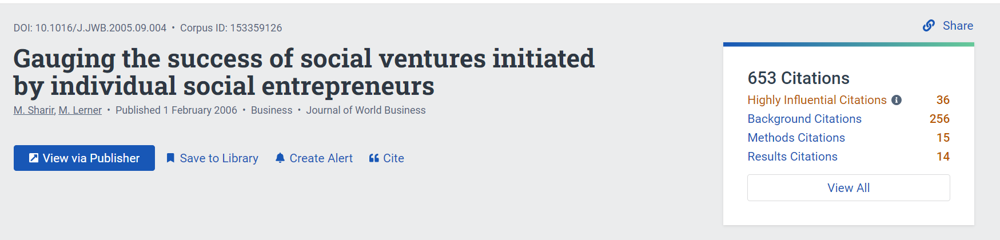 DOI: 10.1016/J.JWB.2005.09.004 • Corpus ID: 153359126
Share
Gauging the success of social ventures initiated
by individual social entrepreneurs
M. Sharir, M. Lerner • Published 1 February 2006 • Business • Journal of World Business
View via Publisher
Save to Library
Create Alert
Cite
653 Citations
Highly Influential Citations 36
Background Citations 256
Methods Citations 15
Results Citations 14
View All